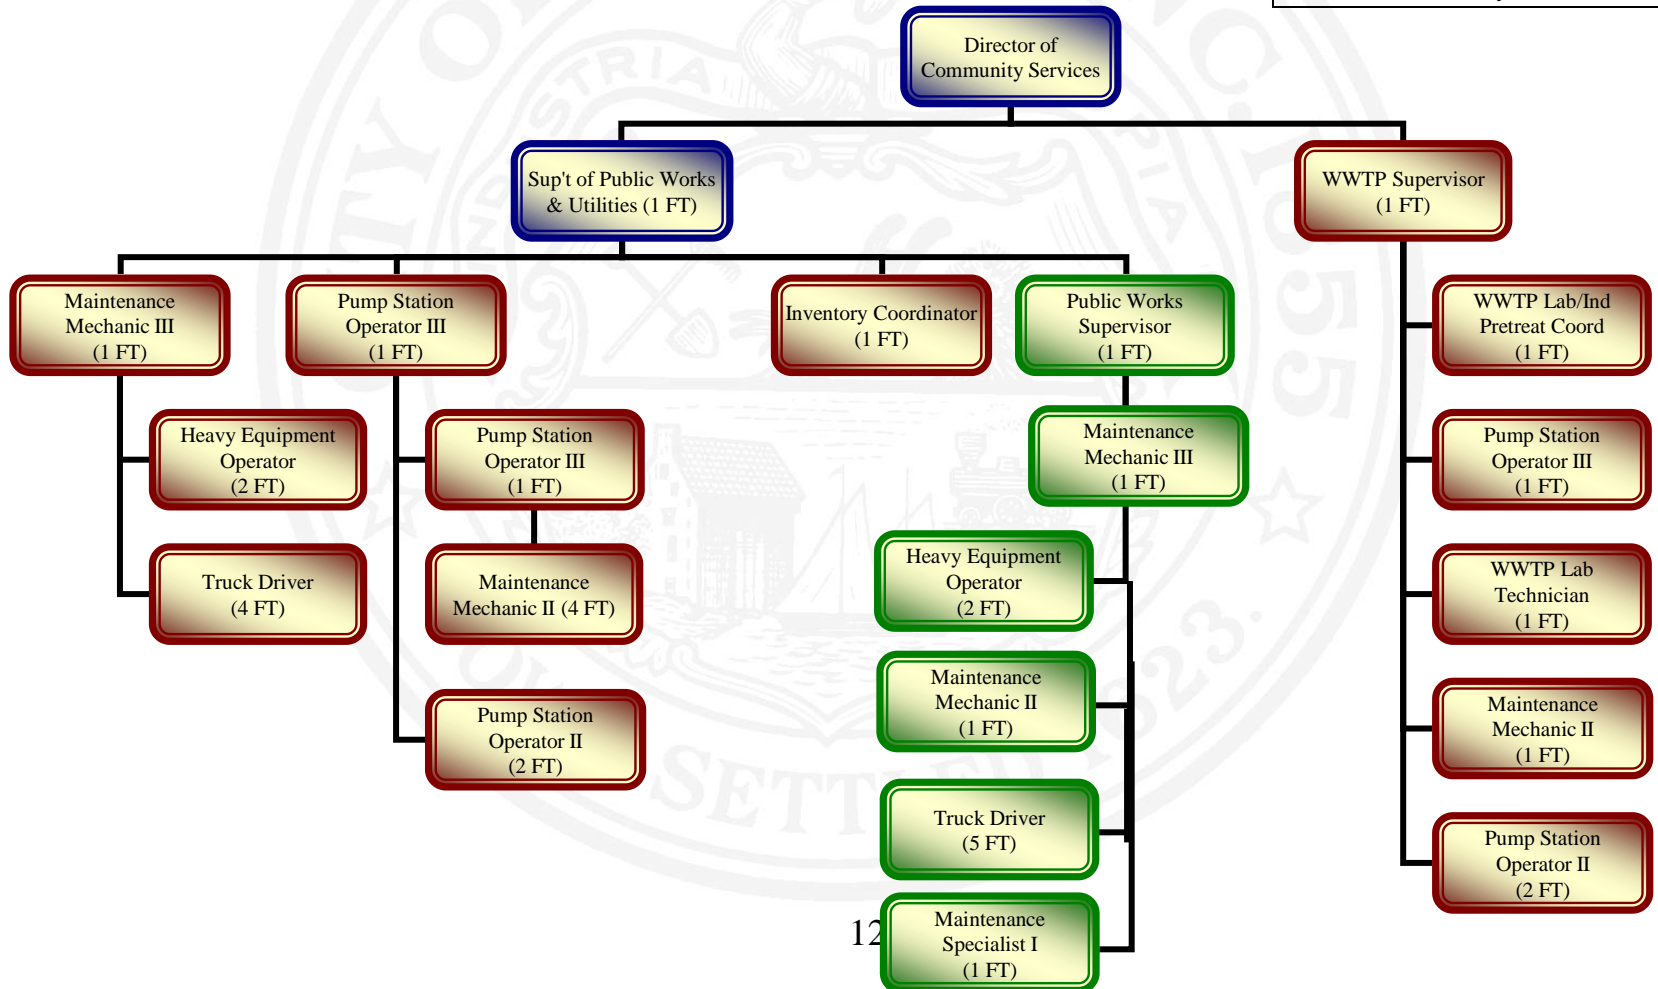 Director of
Community Services
Sup't of Public Works
& Utilities (1 FT)
WWTP Supervisor
(1 FT)
Maintenance
Mechanic III
(1 FT)
Pump Station
Operator III
(1 FT)
Inventory Coordinator
(1 FT)
Public Works
Supervisor
(1 FT)
WWTP Lab/Ind
Pretreat Coord
(1 FT)
Heavy Equipment
Operator
(2 FT)
Pump Station
Operator III
(1 FT)
Maintenance
Mechanic III
(1 FT)
Pump Station
Operator III
(1 FT)
Truck Driver
(4 FT)
Maintenance
Mechanic II (4 FT)
Heavy Equipment
Operator
(2 FT)
WWTP Lab
Technician
(1 FT)
Pump Station
Operator II
(2 FT)
Maintenance
Mechanic II
(1 FT)
Maintenance
Mechanic II
(1 FT)
Truck Driver
(5 FT)
Pump Station
Operator II
(2 FT)
Maintenance
Specialist I
(1 FT)
12
SETTLED 1823.